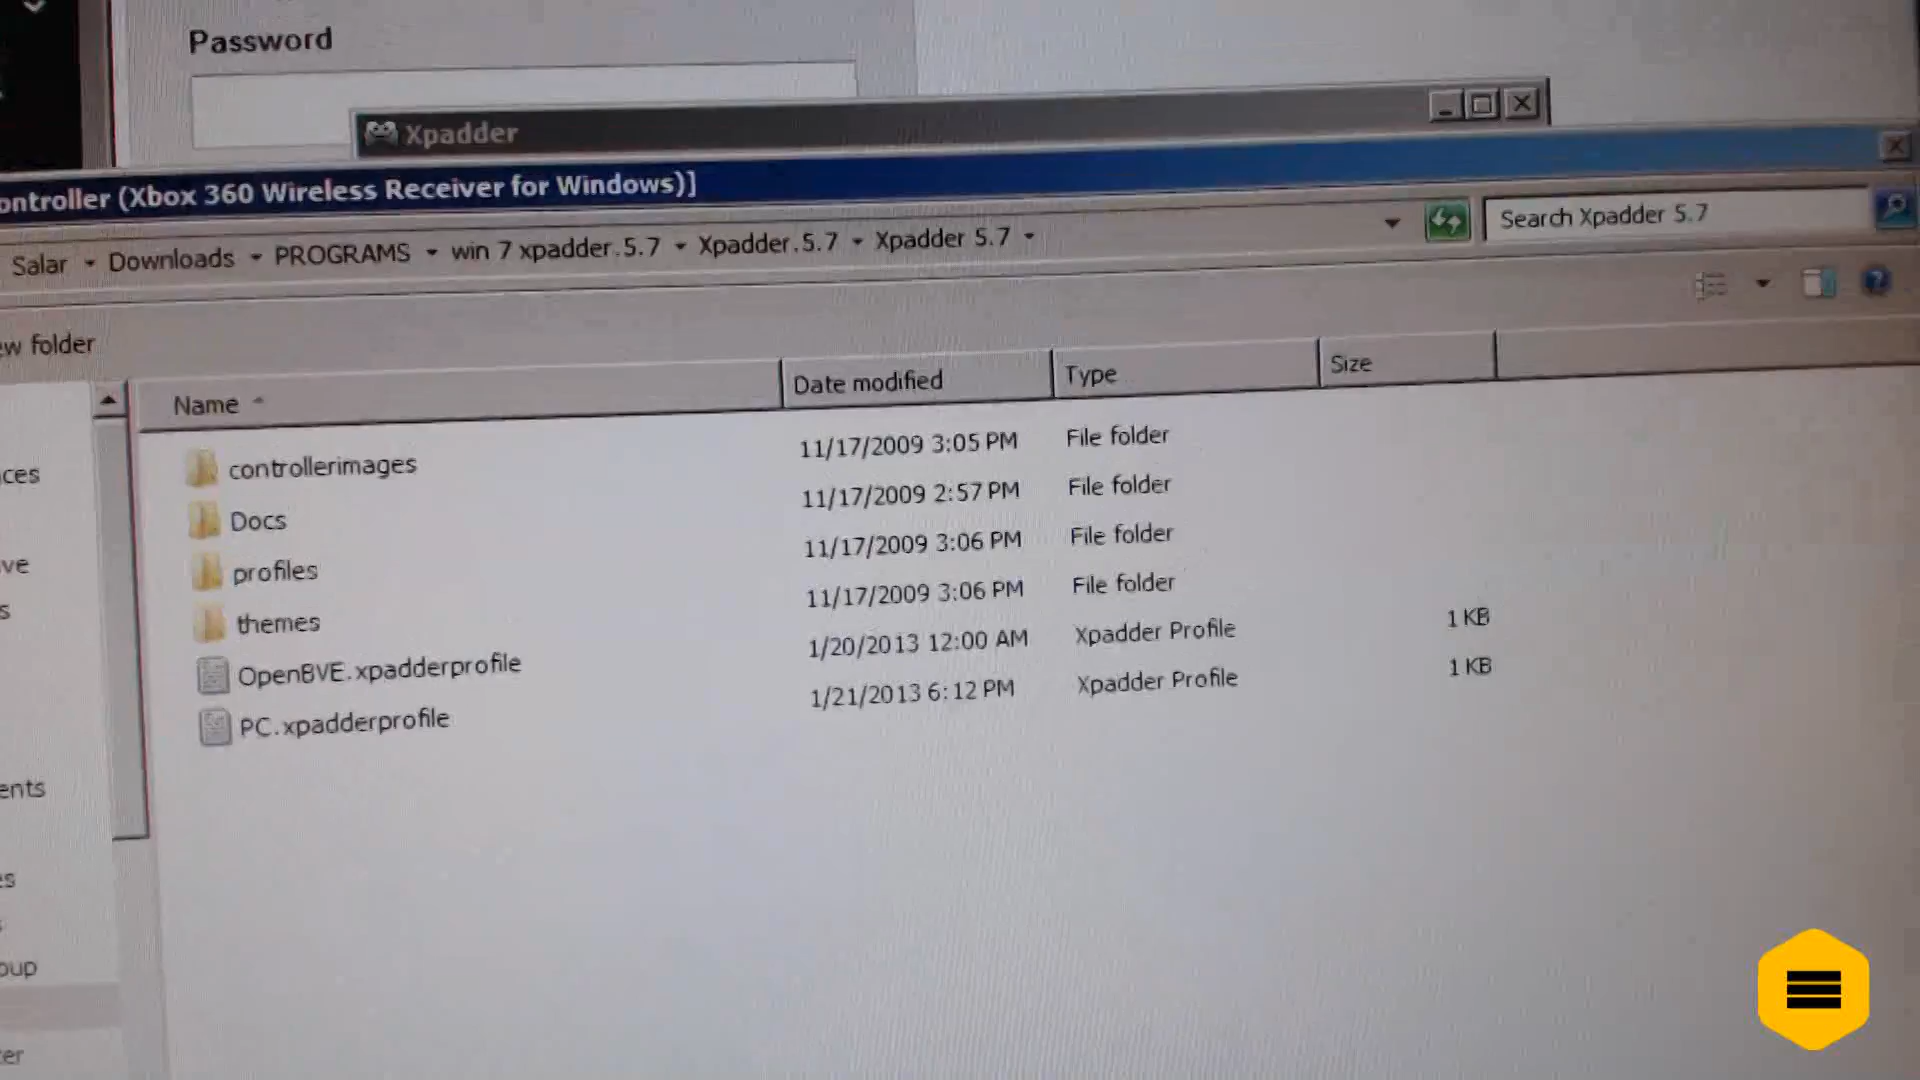 Password
Xpadder
ontroller (Xbox 360 Wireless Receiver for Windows)]
Salar Downloads PROGRAMS win 7 xpadder.5.7 Xpadder.5.7 Xpadder 5.7
Search Xpadder 5.7
ew folder
Name Date modified Type Size
controllerimages 11/17/2009 3:05 PM File folder
Docs 11/17/2009 2:57 PM File folder
profiles 11/17/2009 3:06 PM File folder
themes 11/17/2009 3:06 PM File folder
OpenBVE.xpadderprofile 1/20/2013 12:00 AM Xpadder Profile 1 KB
PC.xpadderprofile 1/21/2013 6:12 PM Xpadder Profile 1 KB
ces
ve
s
ents
es
oup
er